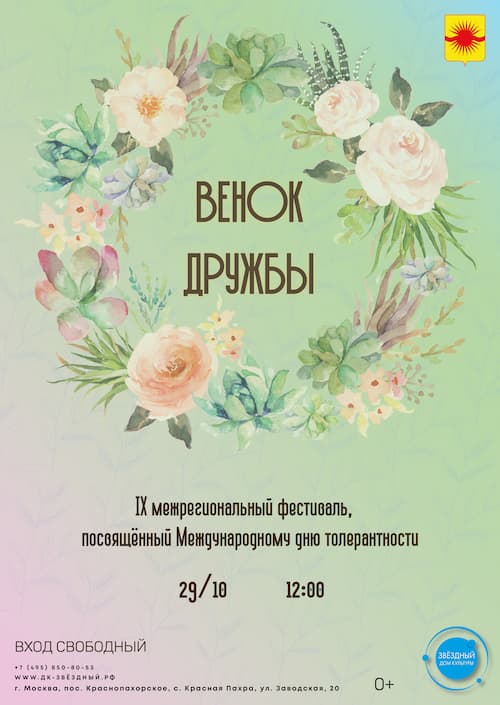 ВЕНОК
ДРУЖБЫ
IX межрегиональный фестиваль,
посвящённый Международному дню толерантности
29/10 12:00
ВХОД СВОБОДНЫЙ
+7 (495) 850-80-53
WWW.ДК-ЗВЁЗДНЫЙ.РФ
г. Москва, пос. Краснопахорское, с. Красная Пахра, ул. Заводская, 20
0+
ЗВЁЗДНЫЙ
ДОМ КУЛЬТУРЫ